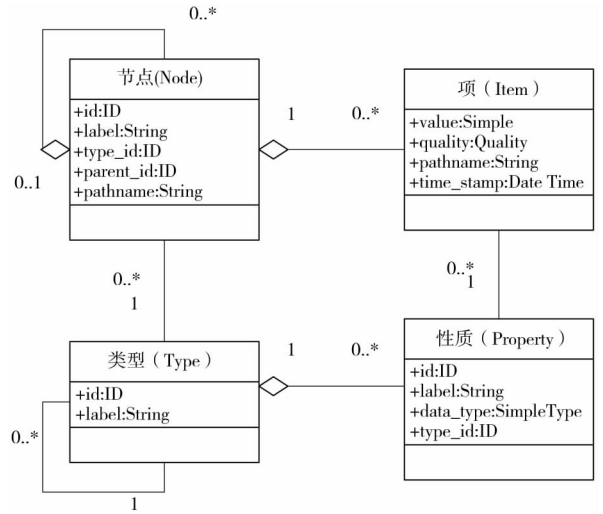 0..*
节点(Node)
+id:ID
+label:String
+type_id:ID
+parent_id:ID
+pathname:String
0..1
1
0..*
项（Item）
+value:Simple
+quality:Quality
+pathname:String
+time_stamp:Date Time
0..*
1
0..*
1
类型（Type）
+id:ID
+label:String
0..*
1
1
0..*
性质（Property）
+id:ID
+label:String
+data_type:SimpleType
+type_id:ID